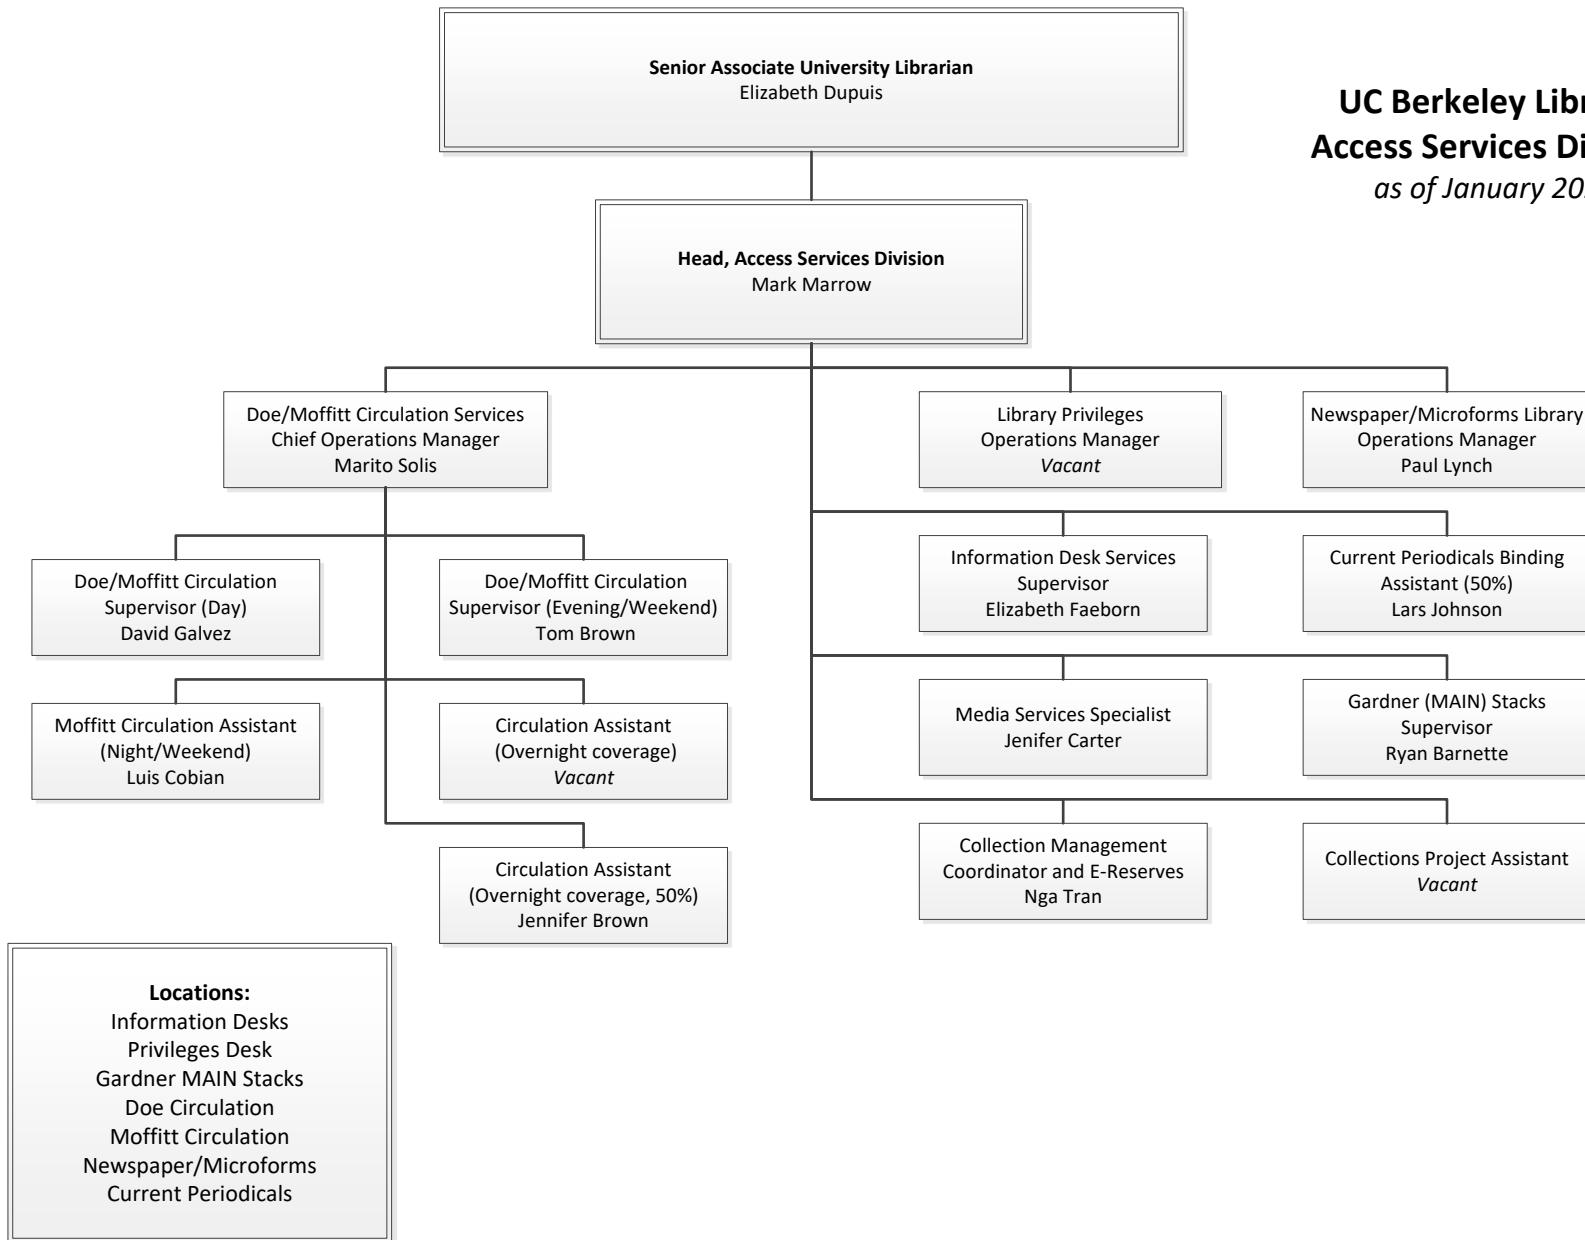 Senior Associate University Librarian
Elizabeth Dupuis
UC Berkeley
Access Services
as of January
Head, Access Services Division
Mark Marrow
Doe/Moffitt Circulation Services
Chief Operations Manager
Marito Solis
Library Privileges
Operations Manager
Vacant
Newspaper/Microforms Library
Operations Manager
Paul Lynch
Doe/Moffitt Circulation
Supervisor (Day)
David Galvez
Doe/Moffitt Circulation
Supervisor (Evening/Weekend)
Tom Brown
Information Desk Services
Supervisor
Elizabeth Faeborn
Current Periodicals Binding
Assistant (50%)
Lars Johnson
Moffitt Circulation Assistant
(Night/Weekend)
Luis Cobian
Circulation Assistant
(Overnight coverage)
Vacant
Media Services Specialist
Jenifer Carter
Gardner (MAIN) Stacks
Supervisor
Ryan Barnette
Circulation Assistant
(Overnight coverage, 50%)
Jennifer Brown
Collection Management
Coordinator and E-Reserves
Nga Tran
Collections Project Assistant
Vacant
Locations:
Information Desks
Privileges Desk
Gardner MAIN Stacks
Doe Circulation
Moffitt Circulation
Newspaper/Microforms
Current Periodicals